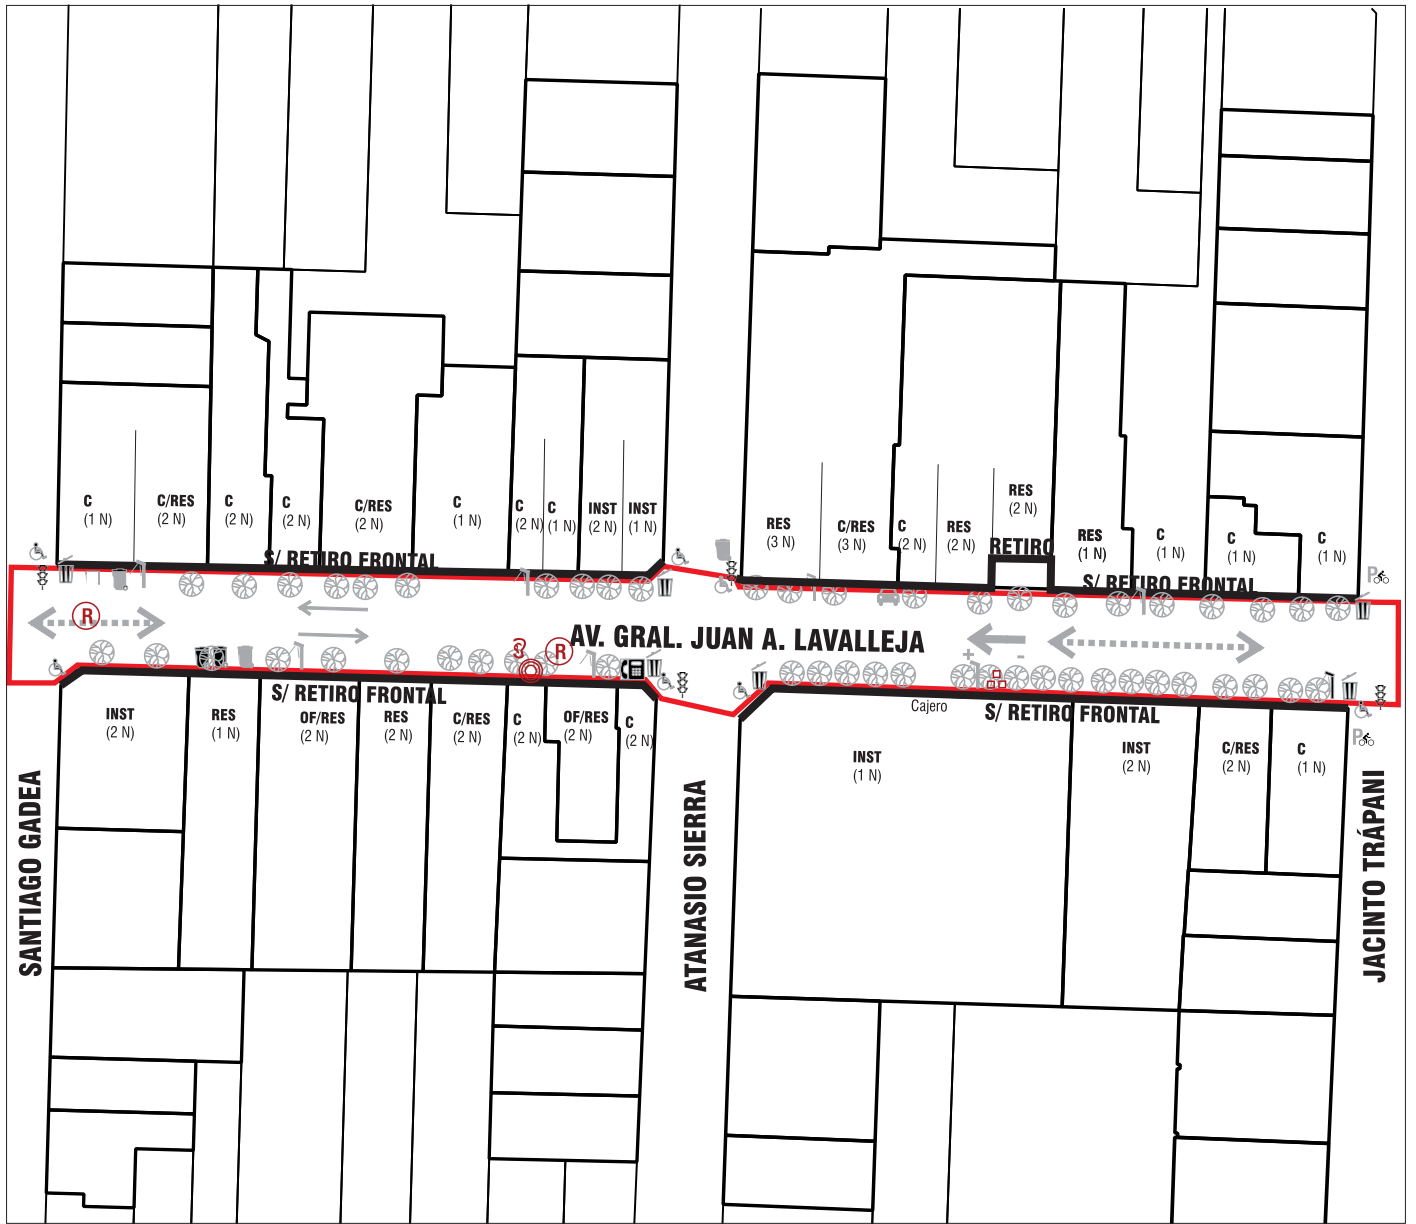 C
(1 N)
C/RES
(2 N)
C
(2 N)
C
(2 N)
C/RES
(2 N)
C
(1 N)
C
(2 N)
C
(1 N)
INST
(2 N)
INST
(1 N)
RES
(3 N)
C/RES
(3 N)
C
(2 N)
RES
(2 N)
RES
(2 N)
RES
(1 N)
C
(1 N)
C
(1 N)
C
(1 N)
S/ RETIRO FRONTAL
RETIRO
S/ RETIRO FRONTAL
P
R
AV. GRAL. JUAN A. LAVALLEJA
R
+
-
S/ RETIRO FRONTAL
Cajero
S/ RETIRO FRONTAL
P
INST
(2 N)
RES
(1 N)
OF/RES
(2 N)
RES
(2 N)
C/RES
(2 N)
C
(2 N)
OF/RES
(2 N)
C
(2 N)
INST
(1 N)
INST
(2 N)
C/RES
(2 N)
C
(1 N)
SANTIAGO GADEA
ATANASIO SIERRA
JACINTO TRÁPANI